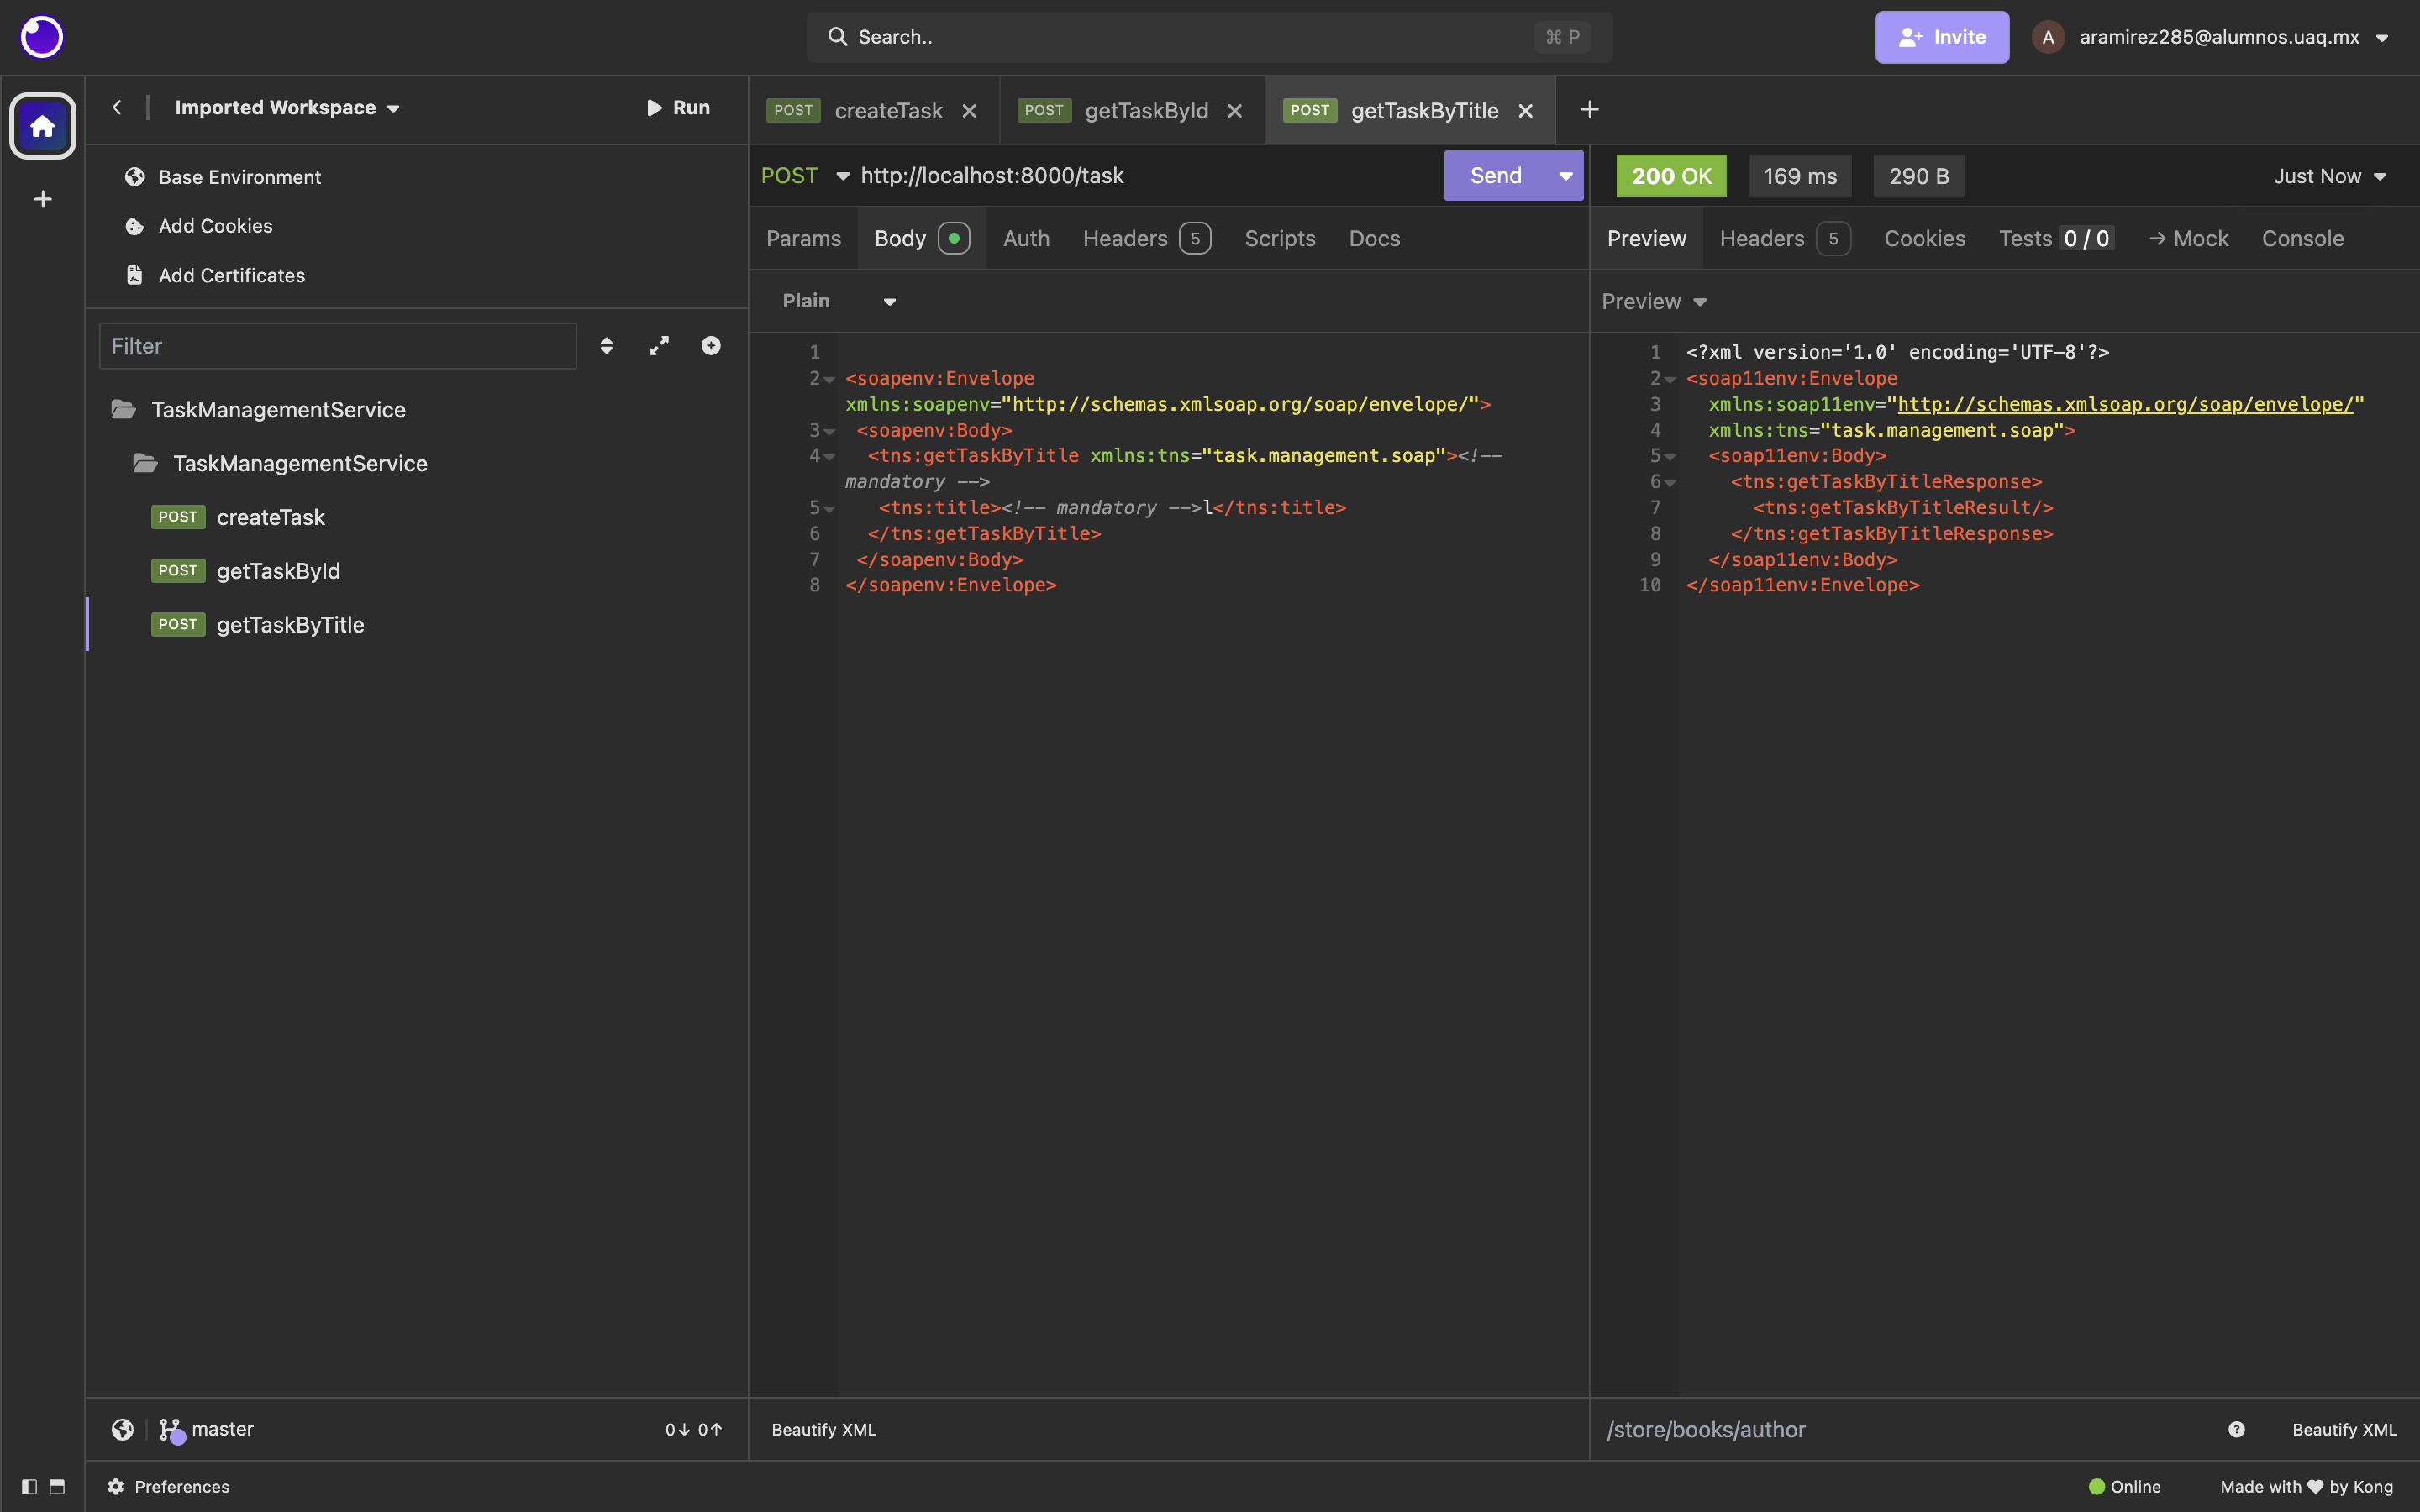 Search..
⌘ P
Invite
A
aramirez285@alumnos.uaq.mx
Imported Workspace
Run
Base Environment
Add Cookies
Add Certificates
Filter
TaskManagementService
TaskManagementService
POST createTask
POST getTaskById
POST getTaskByTitle
POST createTask
POST getTaskById
POST getTaskByTitle
POST http://localhost:8000/task
Send
Params
Body
Auth
Headers 5
Scripts
Docs
Plain
1
2 <soapenv:Envelope
xmlns:soapenv="http://schemas.xmlsoap.org/soap/envelope/">
3 <soapenv:Body>
4 <tns:getTaskByTitle xmlns:tns="task.management.soap"><!--
mandatory -->
5 <tns:title><!-- mandatory -->l</tns:title>
6 </tns:getTaskByTitle>
7 </soapenv:Body>
8 </soapenv:Envelope>
200 OK
169 ms
290 B
Just Now
Preview
Headers 5
Cookies
Tests 0 / 0
→ Mock
Console
Preview
1 <?xml version='1.0' encoding='UTF-8'?>
2 <soap11env:Envelope
3 xmlns:soap11env="http://schemas.xmlsoap.org/soap/envelope/"
4 xmlns:tns="task.management.soap">
5 <soap11env:Body>
6 <tns:getTaskByTitleResponse>
7 <tns:getTaskByTitleResult/>
8 </tns:getTaskByTitleResponse>
9 </soap11env:Body>
10 </soap11env:Envelope>
master
0↓ 0↑
Beautify XML
/store/books/author
Beautify XML
Preferences
Online
Made with ♥ by Kong